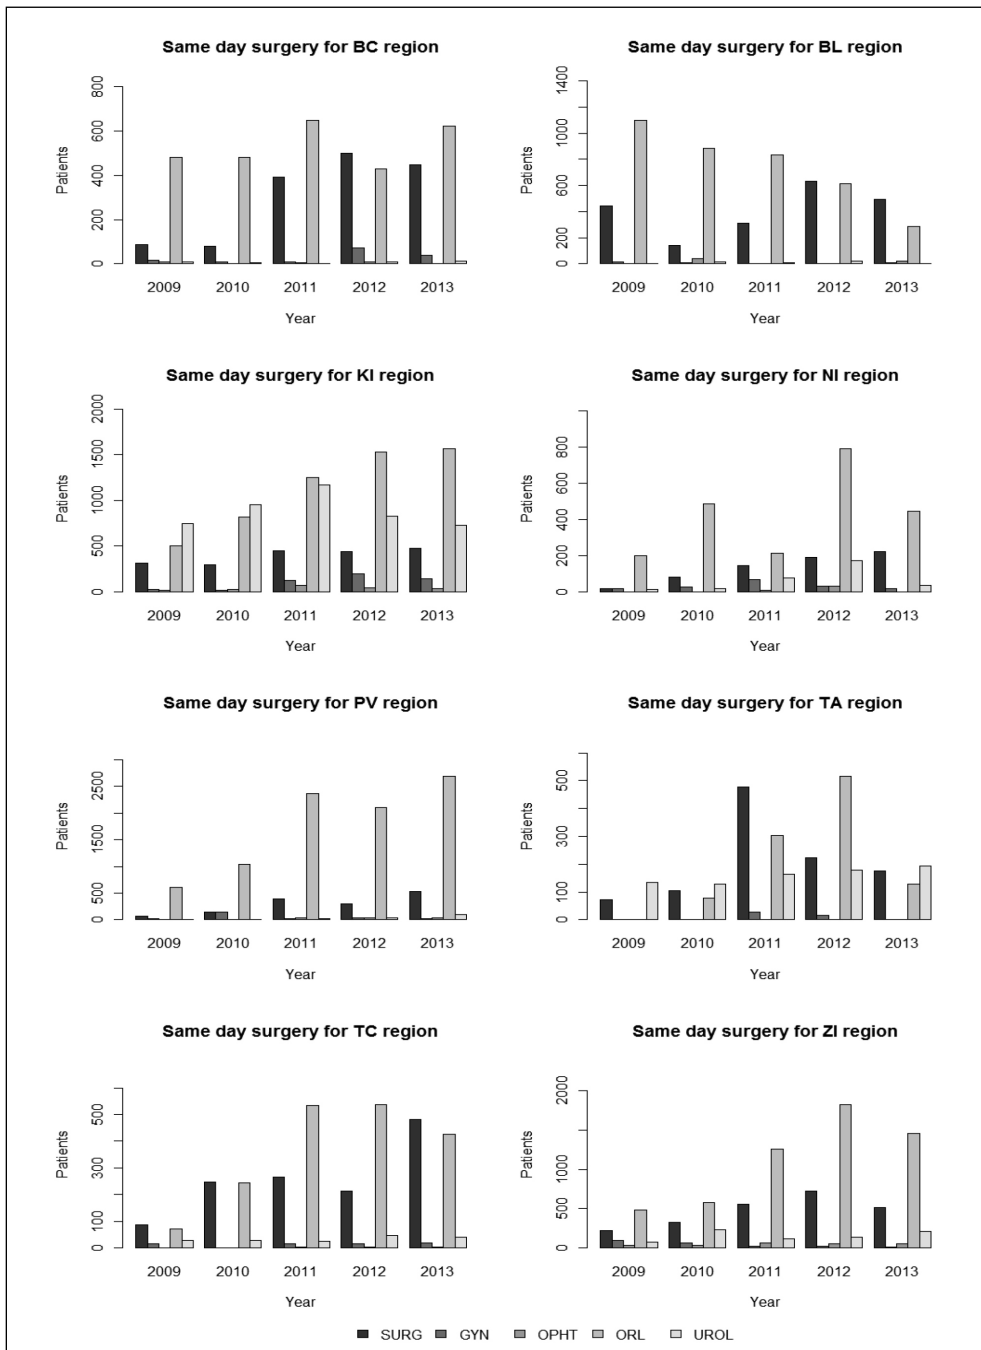 Same day surgery for BC region
Patients
0 200 400 600 800
2009 2010 2011 2012 2013
Year
Same day surgery for BL region
Patients
0 200 600 1000 1400
2009 2010 2011 2012 2013
Year
Same day surgery for KI region
Patients
0 500 1000 1500 2000
2009 2010 2011 2012 2013
Year
Same day surgery for NI region
Patients
0 200 400 600 800
2009 2010 2011 2012 2013
Year
Same day surgery for PV region
Patients
0 500 1500 2500
2009 2010 2011 2012 2013
Year
Same day surgery for TA region
Patients
0 100 300 500
2009 2010 2011 2012 2013
Year
Same day surgery for TC region
Patients
0 100 300 500
2009 2010 2011 2012 2013
Year
Same day surgery for ZI region
Patients
0 500 1000 2000
2009 2010 2011 2012 2013
Year
SURG GYN OPHT ORL UROL